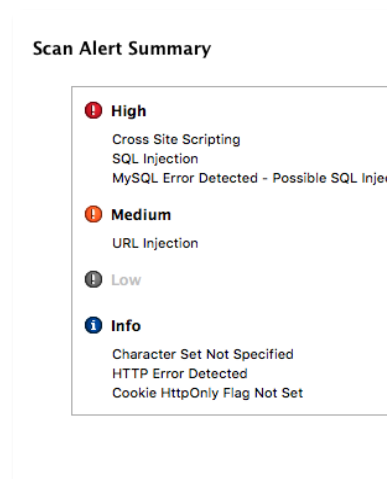 Scan Alert Summary
High
Cross Site Scripting
SQL Injection
MySQL Error Detected - Possible SQL
Medium
URL Injection
Low
Info
Character Set Not Specified
HTTP Error Detected
Cookie HttpOnly Flag Not Set